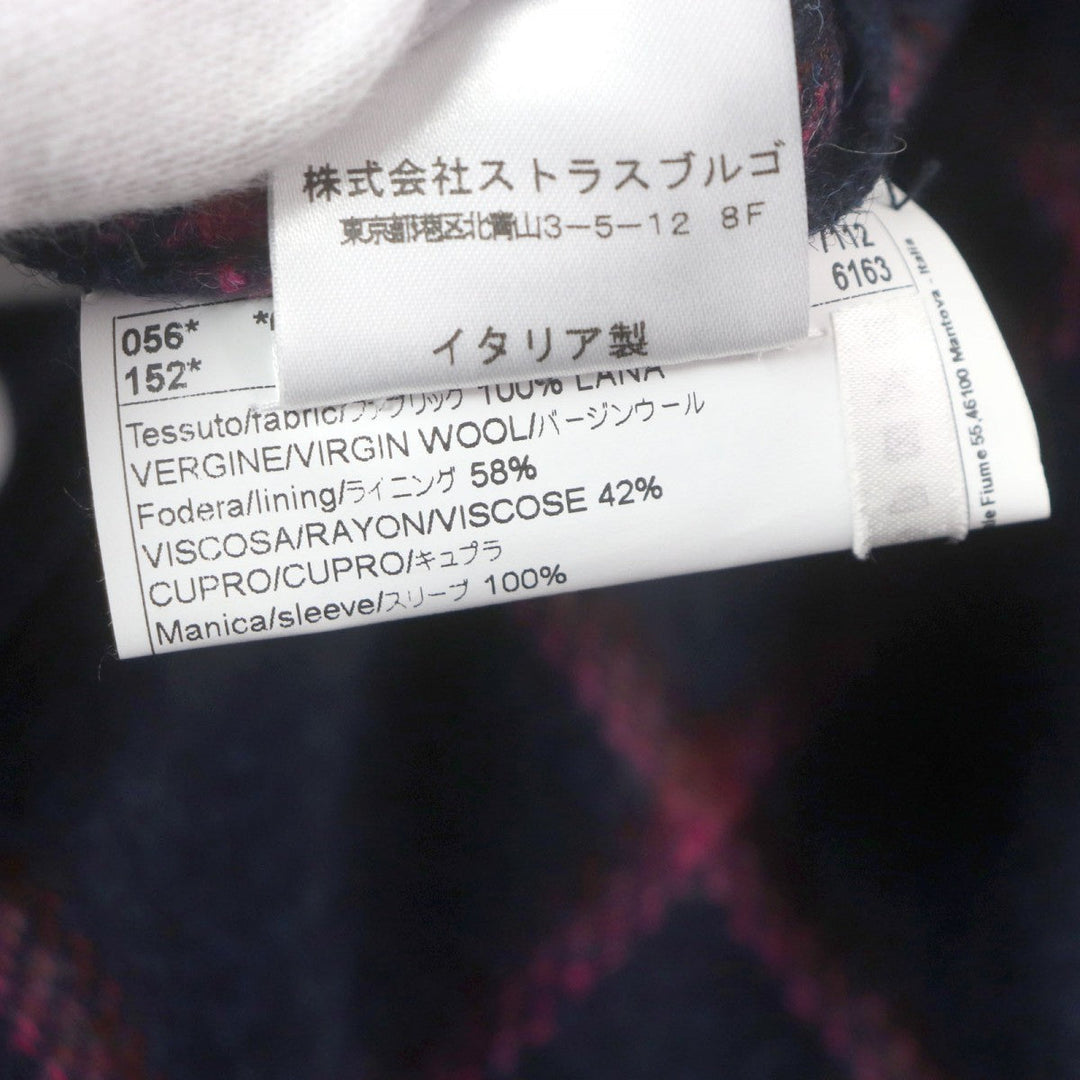 株式会社ストラスブルゴ
東京都港区北青山3-5-12 8F
イタリア製
7112
6163
056*
152*
Tessuto/fabric/ファブリック 100% LANA
VERGINE/VIRGIN WOOL/バージンウール
Fodera/lining/ライニング 58%
VISCOSA/RAYON/VISCOSE 42%
CUPRO/CUPRO/キュプラ
Manica/sleeve/スリーブ 100%
Fiume 55,46100 Mantova - Italia